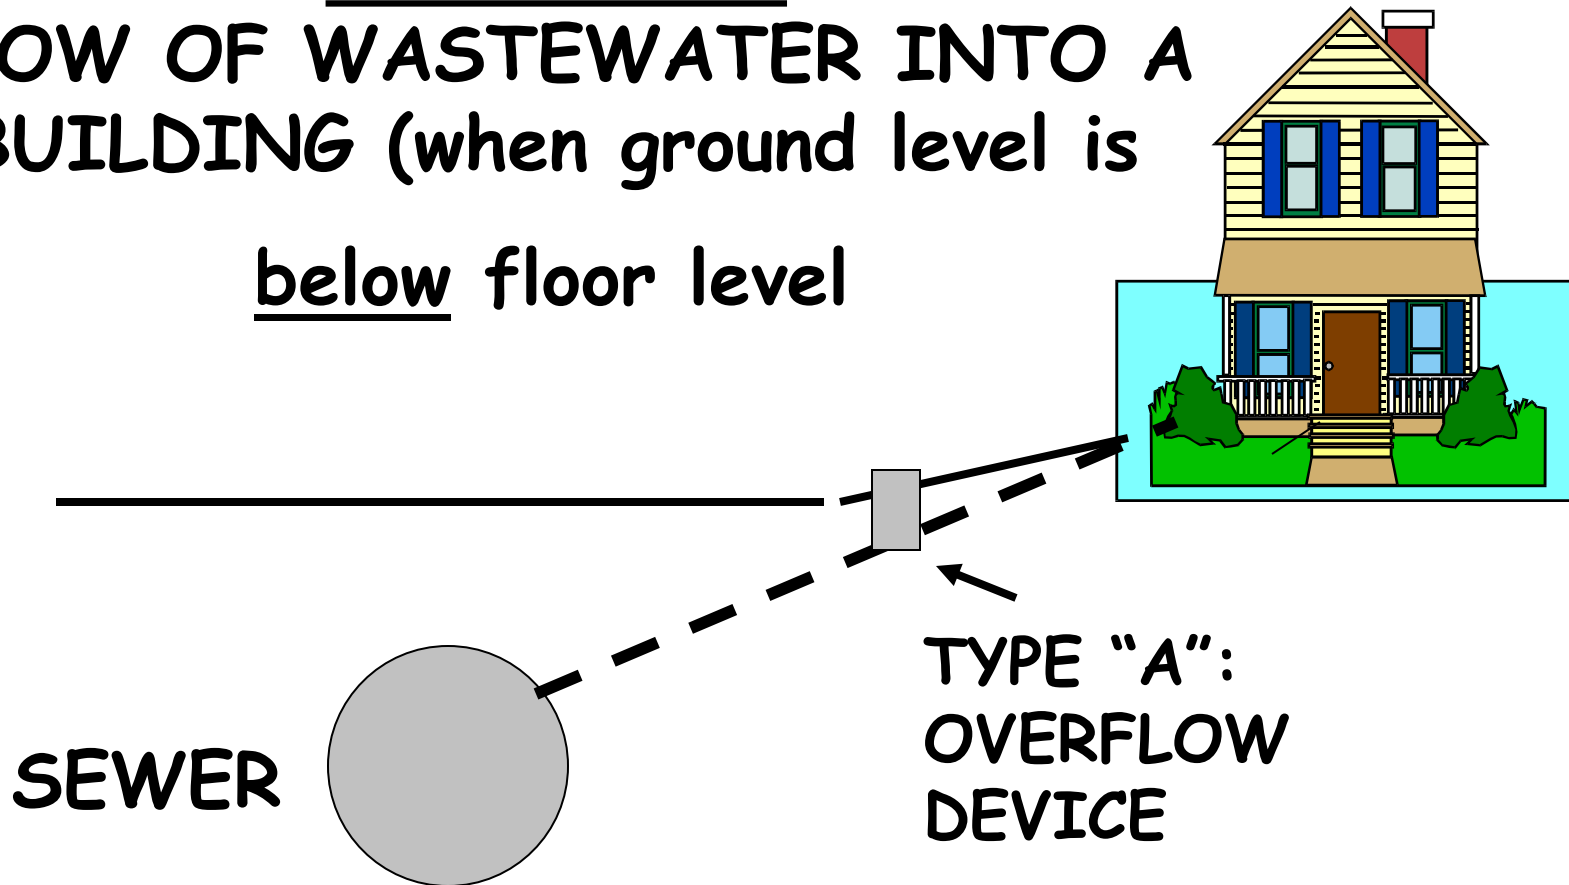 OW OF WASTEWATER INTO A
BUILDING (when ground level is
below floor level
TYPE “A”:
OVERFLOW
DEVICE
SEWER